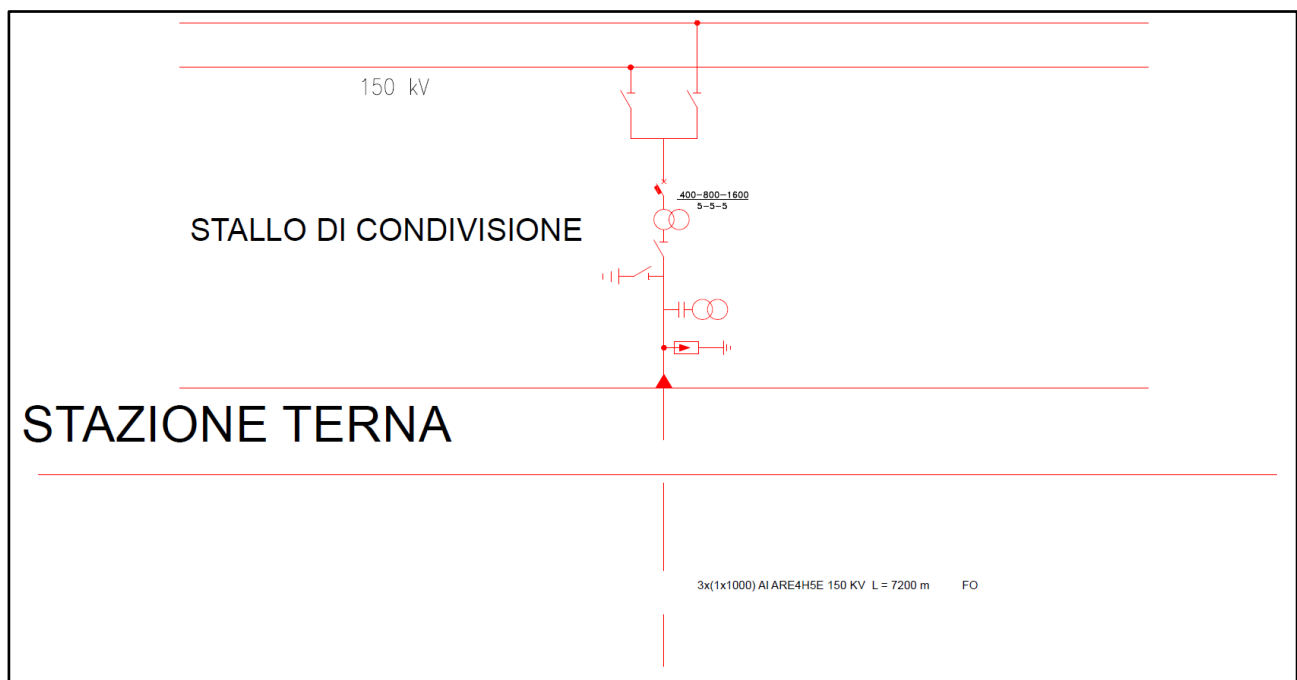 150 kV
400-800-1600
5-5-5
STALLO DI CONDIVISIONE
STAZIONE TERNA
3x(1x1000) Al ARE4H5E 150 KV L = 7200 m FO